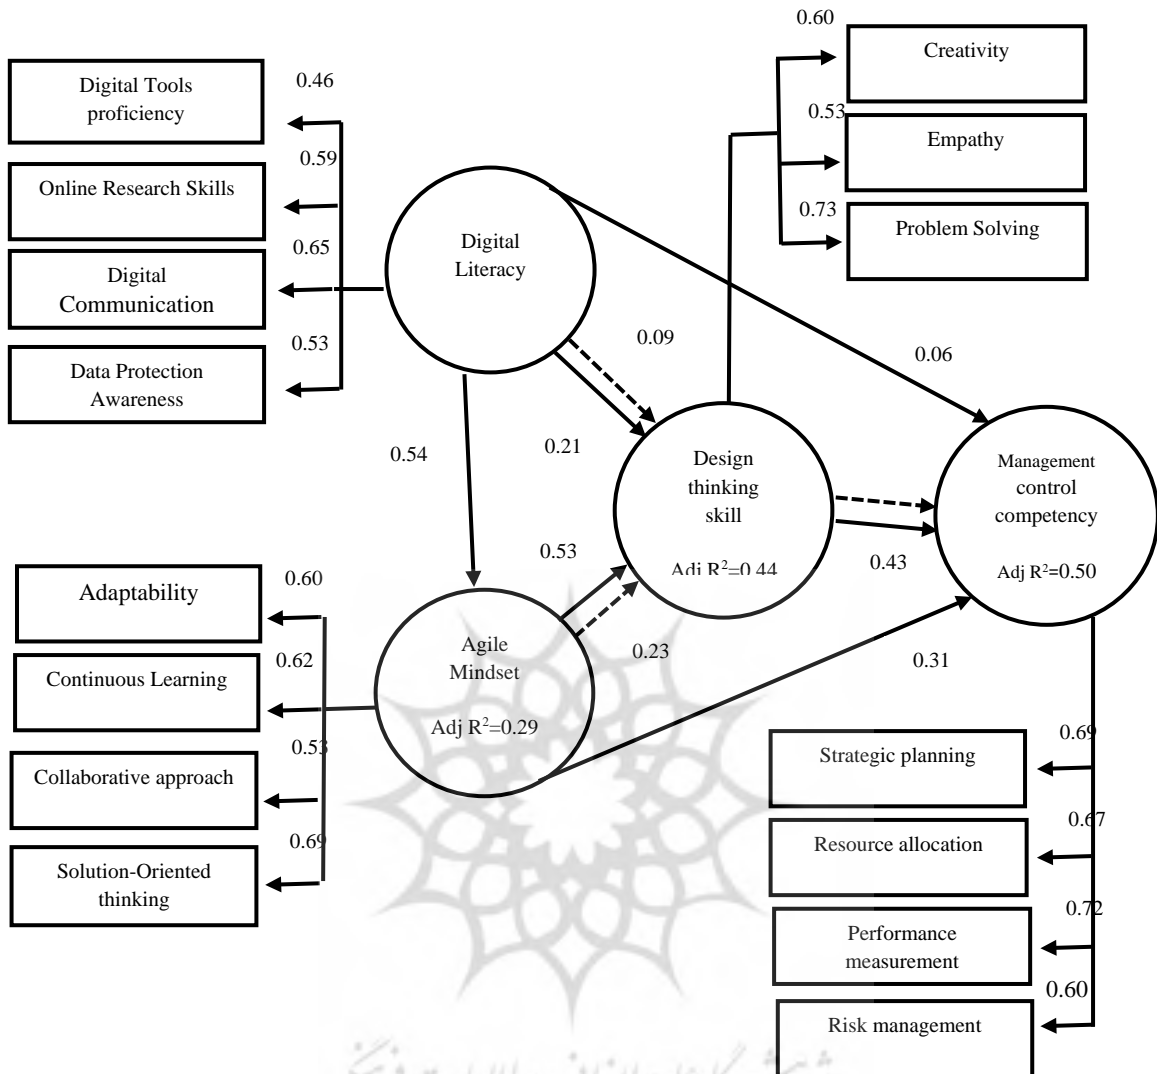 0.60
Creativity
0.53
Empathy
0.73
Problem Solving
Digital Tools
proficiency
0.46
Online Research Skills
0.59
Digital
Communication
0.65
Data Protection
Awareness
0.53
Digital
Literacy
0.09
0.06
0.21
0.54
Design
thinking
skill
Adj R²=0.44
Management
control
competency
Adj R²=0.50
0.43
0.53
0.23
0.31
Agile
Mindset
Adj R²=0.29
Adaptability
0.60
Continuous Learning
0.62
Collaborative approach
0.53
Solution-Oriented
thinking
0.69
Strategic planning
0.69
Resource allocation
0.67
Performance
measurement
0.72
Risk management
0.60